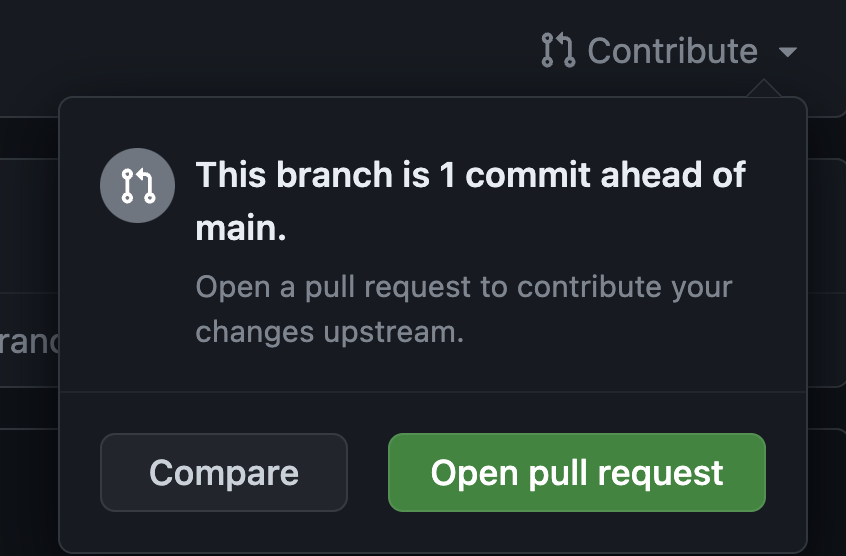 Contribute
This branch is 1 commit ahead of
main.
Open a pull request to contribute your
changes upstream.
Compare
Open pull request